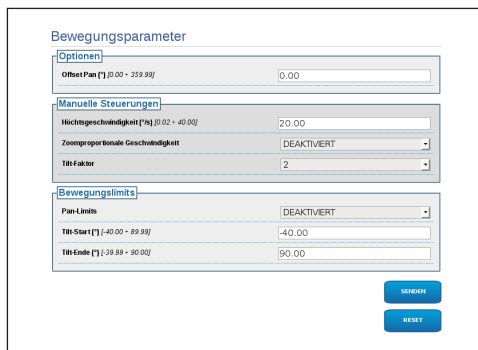 Bewegungsparameter
Optionen
Offset Pan (°) [0.00 ÷ 359.99] 0.00
Manuelle Steuerungen
Höchtsgeschwindigkeit (°/s) [0.02 ÷ 40.00] 20.00
Zoomproportionale Geschwindigkeit DEAKTIVIERT
Tilt-Faktor 2
Bewegungslimits
Pan-Limits DEAKTIVIERT
Tilt-Start (°) [-40.00 ÷ 89.99] -40.00
Tilt-Ende (°) [-39.99 ÷ 90.00] 90.00
SENDEN
RESET